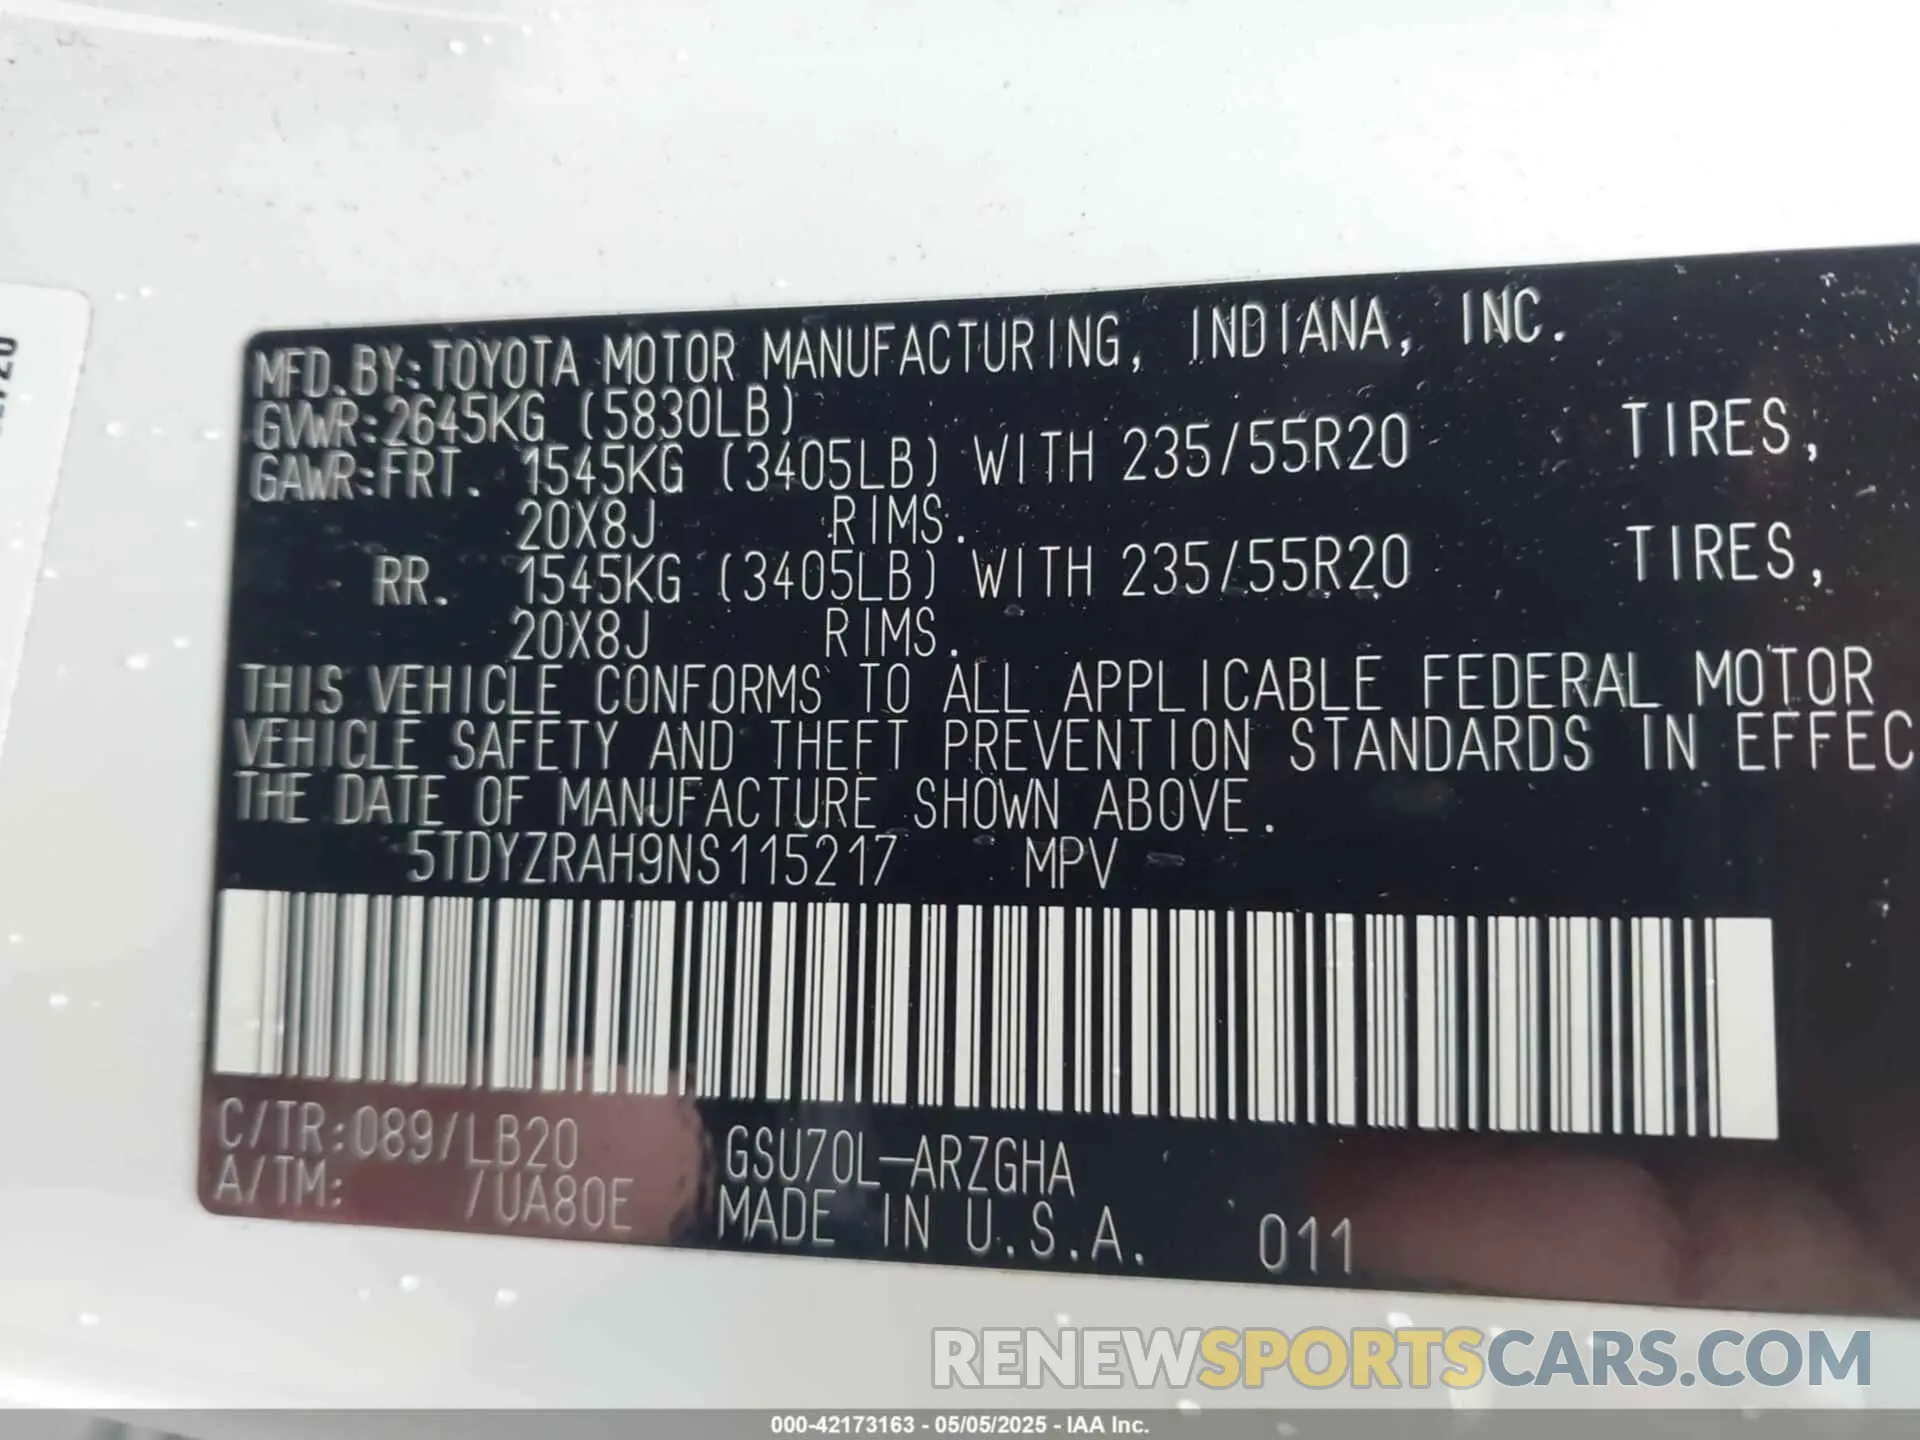 MFD.BY:TOYOTA MOTOR MANUFACTURING, INDIANA, INC.
GVWR:2645KG (5830LB)
GAWR:FRT. 1545KG (3405LB) WITH 235/55R20 TIRES,
20X8J RIMS.
RR. 1545KG (3405LB) WITH 235/55R20 TIRES,
20X8J RIMS.
THIS VEHICLE CONFORMS TO ALL APPLICABLE FEDERAL MOTOR
VEHICLE SAFETY AND THEFT PREVENTION STANDARDS IN EFFEC
THE DATE OF MANUFACTURE SHOWN ABOVE.
5TDYZRAH9NS115217 MPV
C/TR:089/LB20 GSU70L-ARZGHA
A/TM: /UA80E MADE IN U.S.A. 011
RENEWSPORTSCARS.COM
000-42173163 - 05/05/2025 - IAA Inc.